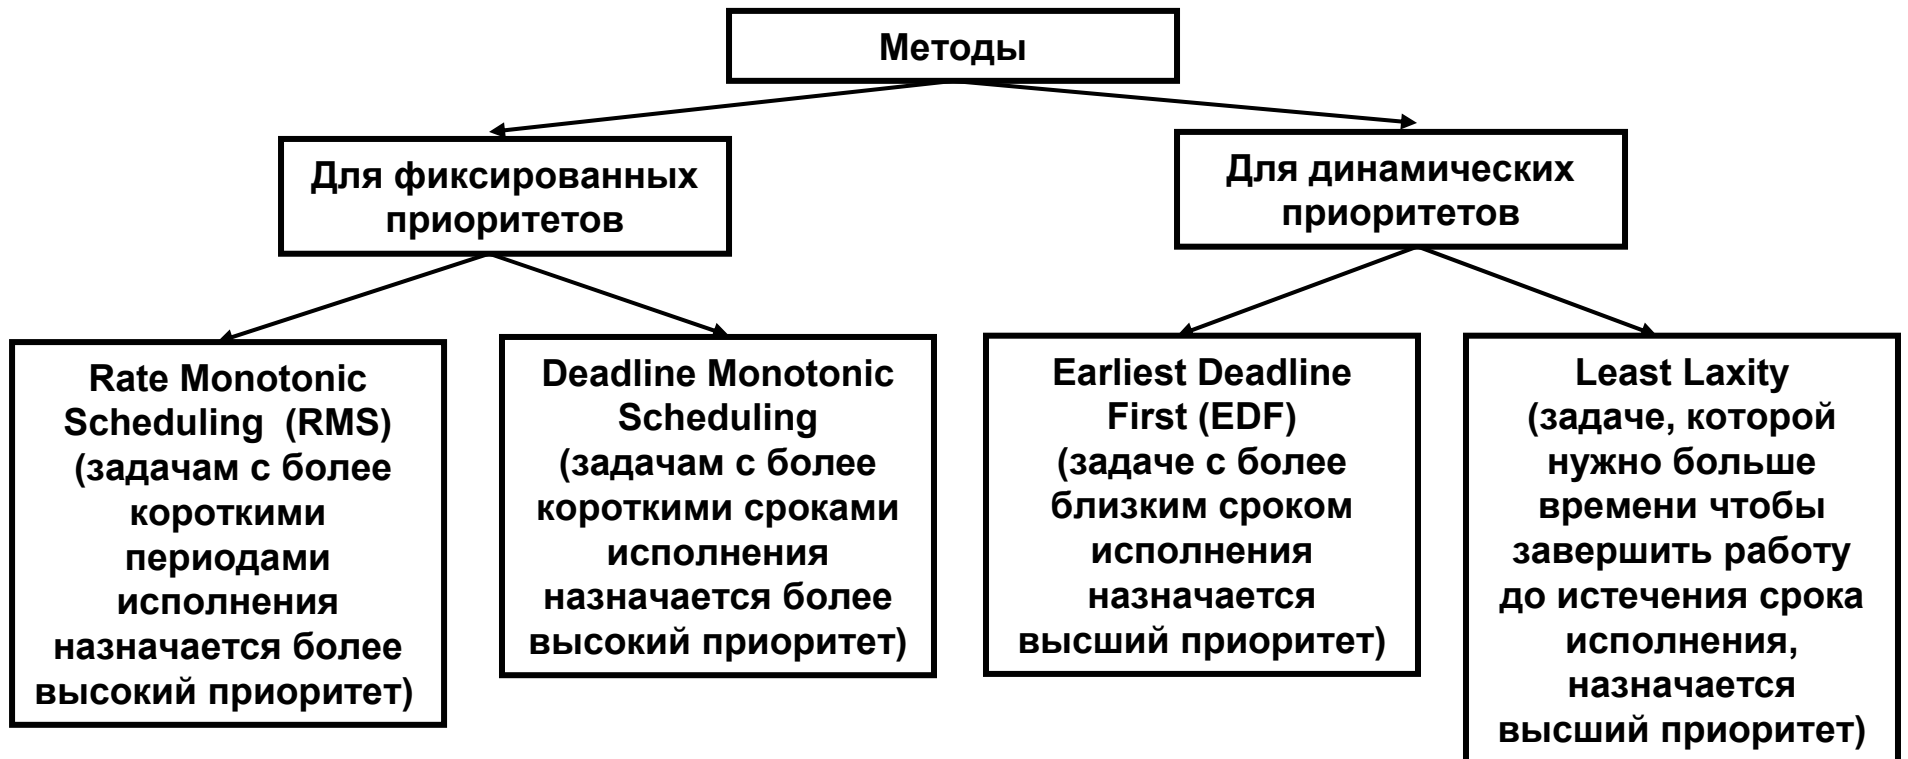 Методы
Для фиксированных
приоритетов
Для динамических
приоритетов
Rate Monotonic
Scheduling (RMS)
(задачам с более
короткими
периодами
исполнения
назначается более
высокий приоритет)
Deadline Monotonic
Scheduling
(задачам с более
короткими сроками
исполнения
назначается более
высокий приоритет)
Earliest Deadline
First (EDF)
(задаче с более
близким сроком
исполнения
назначается
высший приоритет)
Least Laxity
(задаче, которой
нужно больше
времени чтобы
завершить работу
до истечения срока
исполнения,
назначается
высший приоритет)